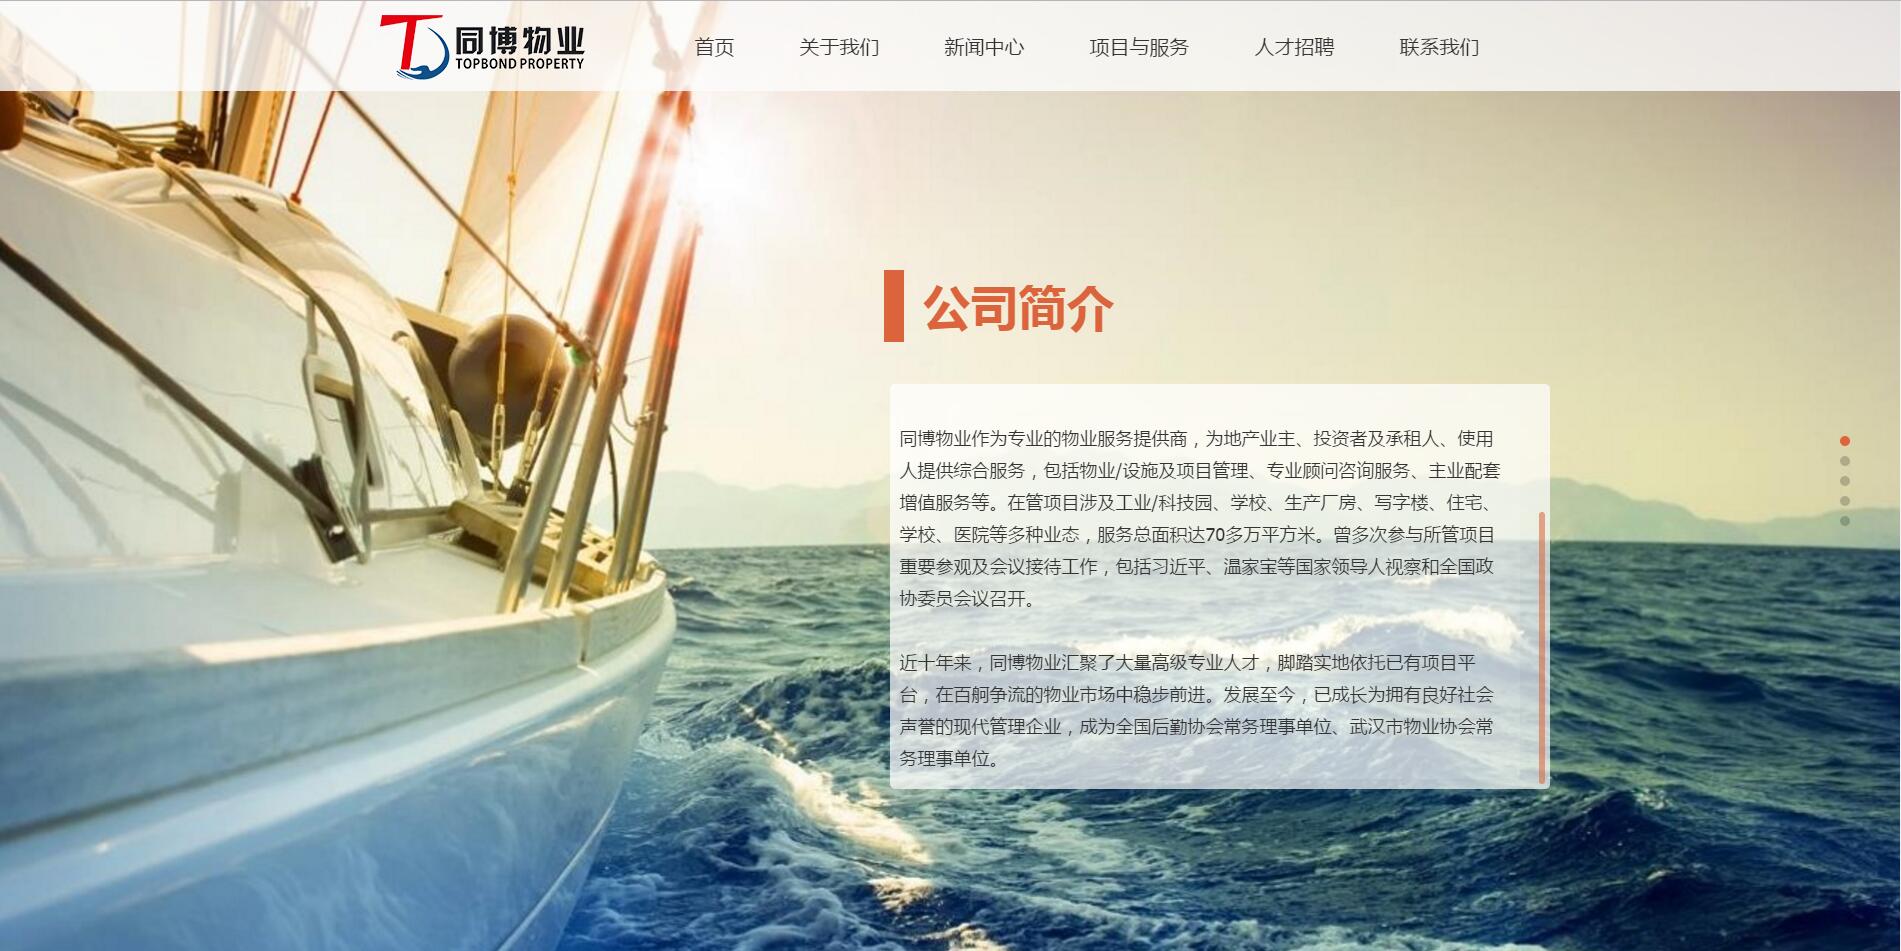 同博物业
TOPBOND PROPERTY
首页 关于我们 新闻中心 项目与服务 人才招聘 联系我们
公司简介
同博物业作为专业的物业服务提供商，为地产业主、投资者及承租人、使用
人提供综合服务，包括物业/设施及项目管理、专业顾问咨询服务、主业配套
增值服务等。在管项目涉及工业/科技园、学校、生产厂房、写字楼、住宅、
学校、医院等多种业态，服务总面积达70多万平方米。曾多次参与所管项目
重要参观及会议接待工作，包括习近平、温家宝等国家领导人视察和全国政
协委员会议召开。
近十年来，同博物业汇聚了大量高级专业人才，脚踏实地依托已有项目平
台，在百舸争流的物业市场中稳步前进。发展至今，已成长为拥有良好社会
声誉的现代管理企业，成为全国后勤协会常务理事单位、武汉市物业协会常
务理事单位。